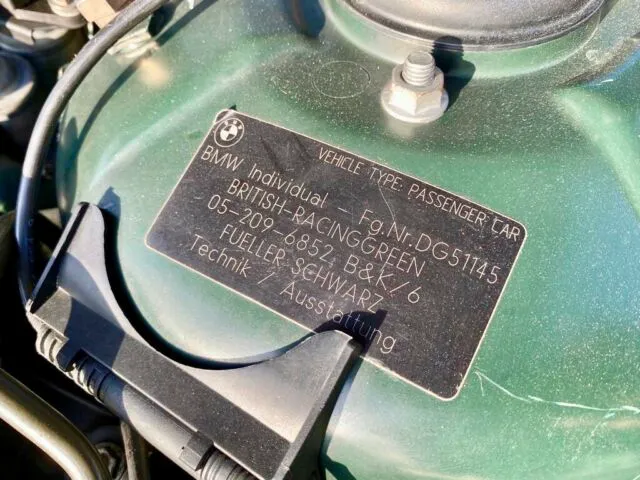 BMW
VEHICLE TYPE: PASSENGER CAR
BMW Individual - Fg.Nr.DG51145
BRITISH-RACINGGREEN
05-209-6852 B&K/6
FUELLER SCHWARZ
Technik / Ausstattung